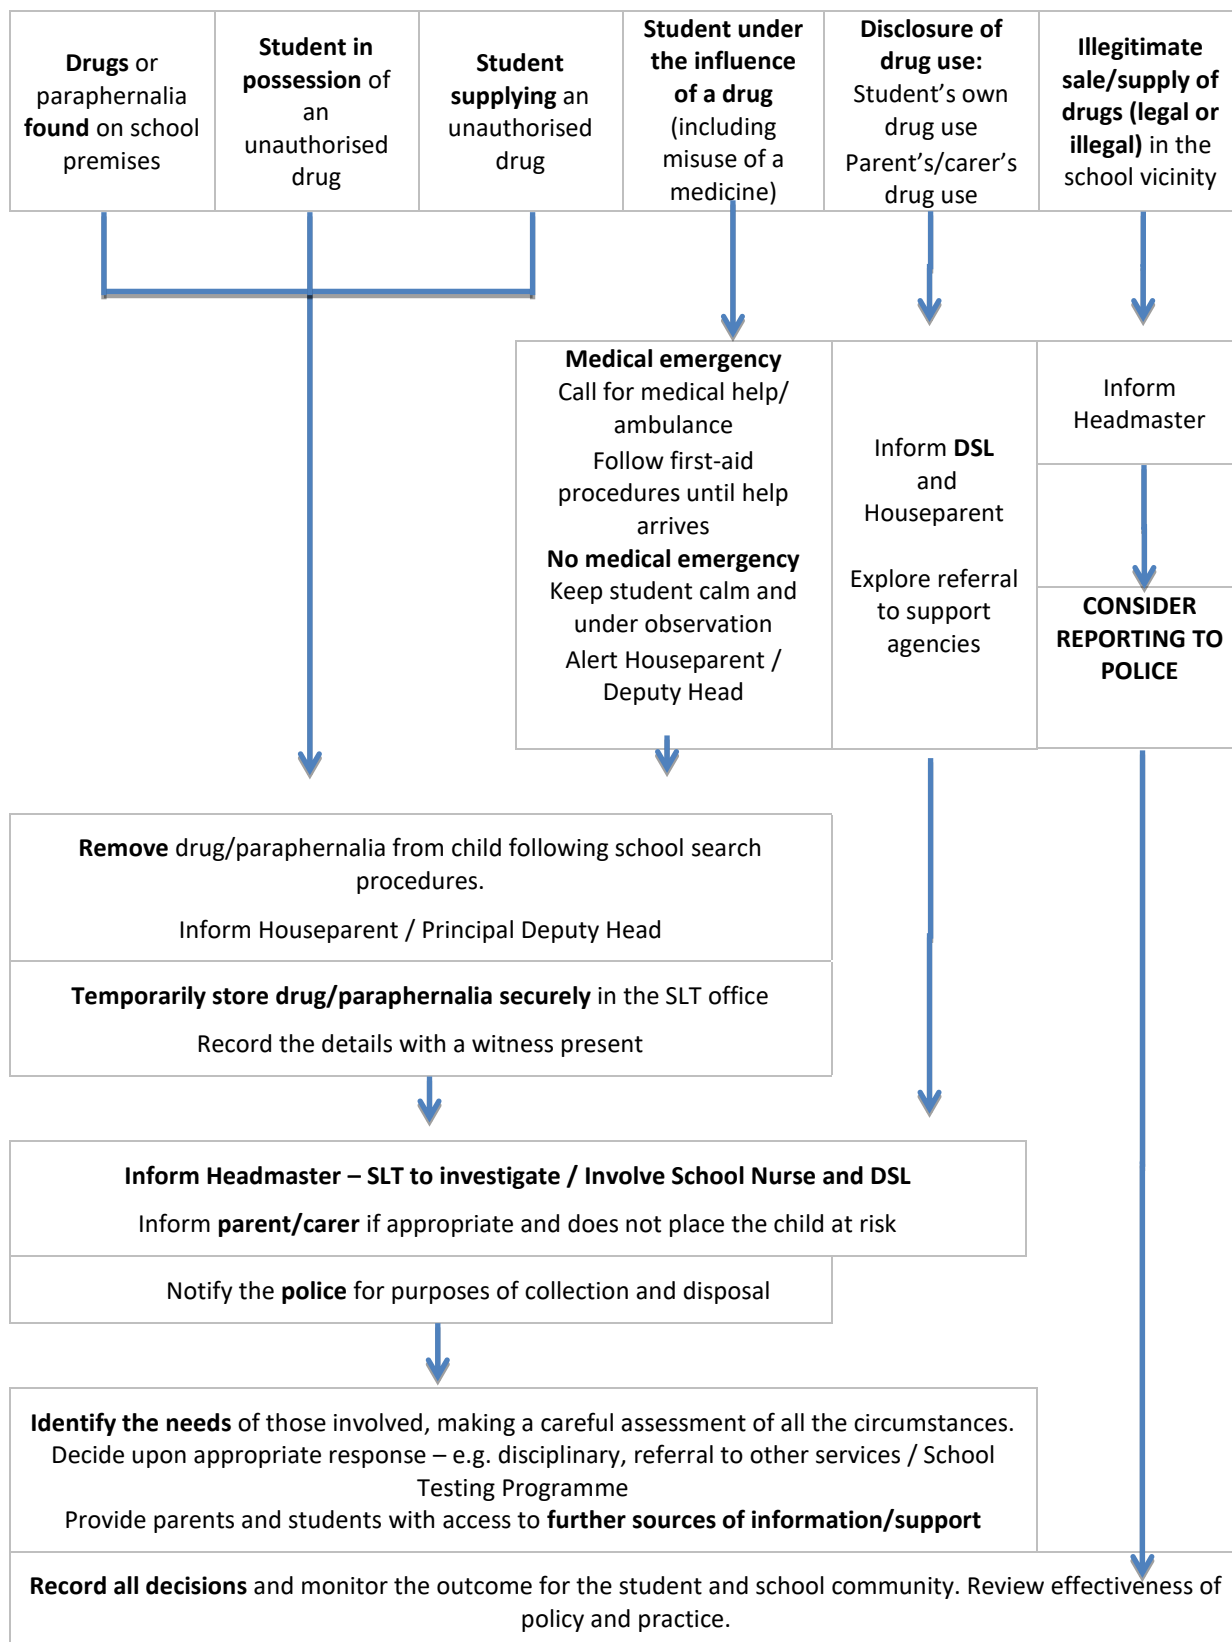 Drugs or
paraphernalia
found on school
premises
Student in
possession of
an
unauthorised
drug
Student
supplying an
unauthorised
drug
Student under
the influence
of a drug
(including
misuse of a
medicine)
Disclosure of
drug use:
Student’s own
drug use
Parent’s/carer’s
drug use
Illegitimate
sale/supply of
drugs (legal or
illegal) in the
school vicinity
Medical emergency
Call for medical help/
ambulance
Follow first-aid
procedures until help
arrives
No medical emergency
Keep student calm and
under observation
Alert Houseparent /
Deputy Head
Inform DSL
and
Houseparent
Explore referral
to support
agencies
Inform
Headmaster
CONSIDER
REPORTING TO
POLICE
Remove drug/paraphernalia from child following school search
procedures.
Inform Houseparent / Principal Deputy Head
Temporarily store drug/paraphernalia securely in the SLT office
Record the details with a witness present
Inform Headmaster – SLT to investigate / Involve School Nurse and DSL
Inform parent/carer if appropriate and does not place the child at risk
Notify the police for purposes of collection and disposal
Identify the needs of those involved, making a careful assessment of all the circumstances.
Decide upon appropriate response – e.g. disciplinary, referral to other services / School
Testing Programme
Provide parents and students with access to further sources of information/support
Record all decisions and monitor the outcome for the student and school community. Review effectiveness of
policy and practice.